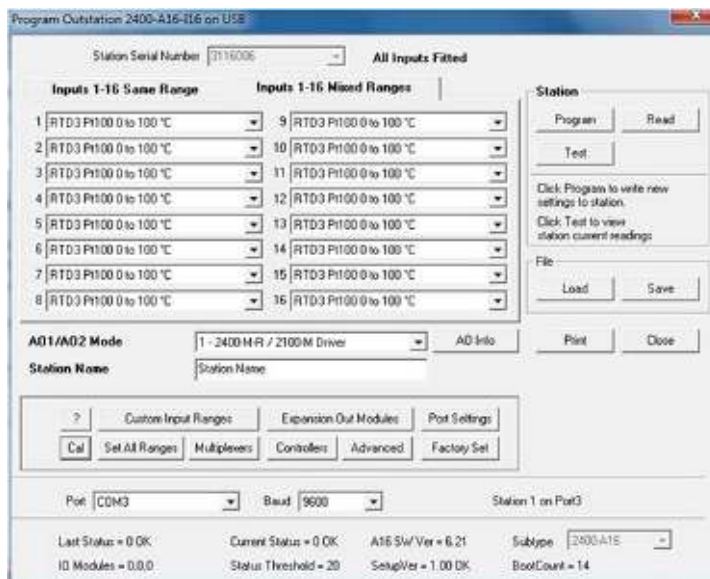 Program Outstation 2400-A16-I16 on USB
Station Serial Number 3116006 All Inputs Fitted
Inputs 1-16 Same Range Inputs 1-16 Mixed Ranges
1 RTD3 Pt100 0 to 100 °C 9 RTD3 Pt100 0 to 100 °C
2 RTD3 Pt100 0 to 100 °C 10 RTD3 Pt100 0 to 100 °C
3 RTD3 Pt100 0 to 100 °C 11 RTD3 Pt100 0 to 100 °C
4 RTD3 Pt100 0 to 100 °C 12 RTD3 Pt100 0 to 100 °C
5 RTD3 Pt100 0 to 100 °C 13 RTD3 Pt100 0 to 100 °C
6 RTD3 Pt100 0 to 100 °C 14 RTD3 Pt100 0 to 100 °C
7 RTD3 Pt100 0 to 100 °C 15 RTD3 Pt100 0 to 100 °C
8 RTD3 Pt100 0 to 100 °C 16 RTD3 Pt100 0 to 100 °C
Station
Program Read
Test
Click Program to write new
settings to station.
Click Test to view
station current readings
File
Load Save
AO1/AO2 Mode 1 - 2400-M-R / 2100-M Driver AO Info Print Close
Station Name Station Name
? Custom Input Ranges Expansion Out Modules Port Settings
Cal Set All Ranges Multiplexers Controllers Advanced Factory Set
Port COM3 Baud 9600 Station 1 on Port3
Last Status = 0 OK Current Status = 0 OK A16 SW Ver = 6.21 Subtype 2400-A16
IO Modules = 0,0,0 Status Threshold = 20 SetupVer = 1.00 OK BootCount = 14